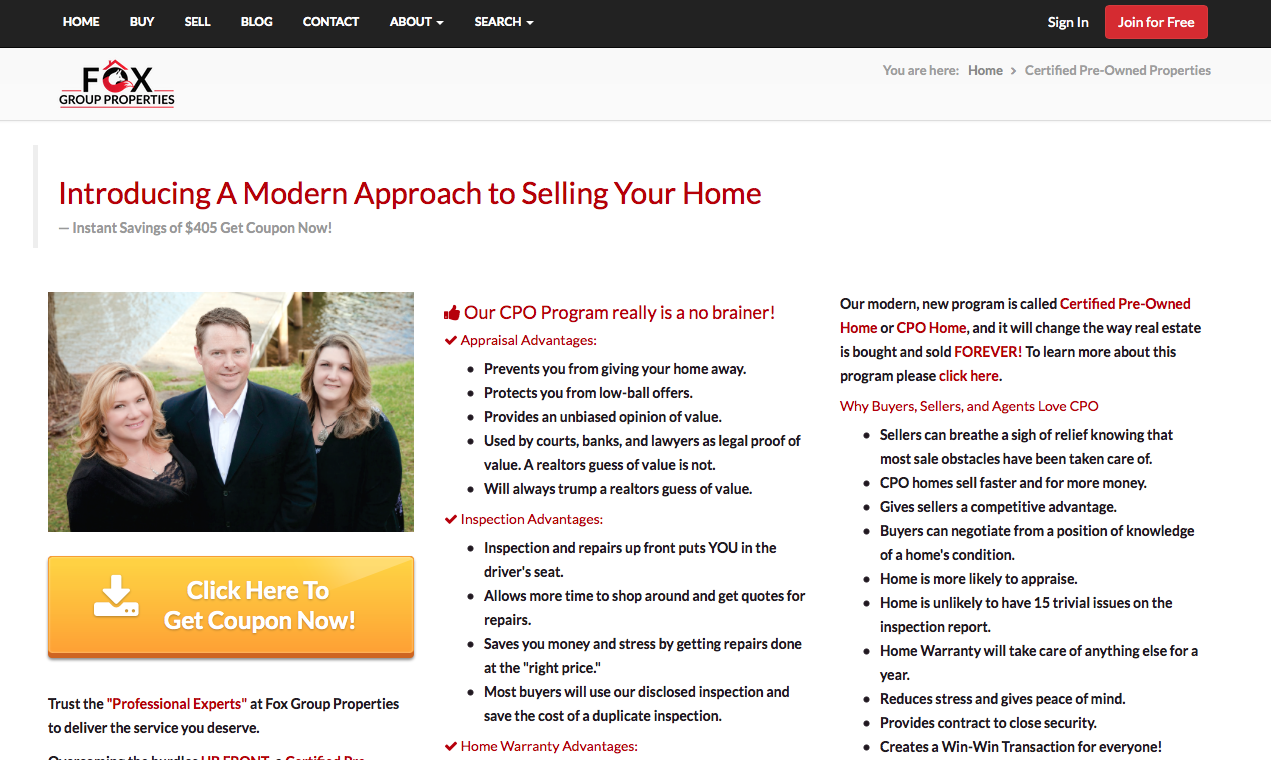 HOME BUY SELL BLOG CONTACT ABOUT SEARCH Sign In Join for Free
FOX
GROUP PROPERTIES
You are here: Home > Certified Pre-Owned Properties
Introducing A Modern Approach to Selling Your Home
— Instant Savings of $405 Get Coupon Now!
Click Here To
Get Coupon Now!
Trust the "Professional Experts" at Fox Group Properties
to deliver the service you deserve.
Overcoming the hurdles UP FRONT, a Certified Pre-
Our CPO Program really is a no brainer!
Appraisal Advantages:
Prevents you from giving your home away.
Protects you from low-ball offers.
Provides an unbiased opinion of value.
Used by courts, banks, and lawyers as legal proof of
value. A realtors guess of value is not.
Will always trump a realtors guess of value.
Inspection Advantages:
Inspection and repairs up front puts YOU in the
driver's seat.
Allows more time to shop around and get quotes for
repairs.
Saves you money and stress by getting repairs done
at the "right price."
Most buyers will use our disclosed inspection and
save the cost of a duplicate inspection.
Home Warranty Advantages:
Our modern, new program is called Certified Pre-Owned
Home or CPO Home, and it will change the way real estate
is bought and sold FOREVER! To learn more about this
program please click here.
Why Buyers, Sellers, and Agents Love CPO
Sellers can breathe a sigh of relief knowing that
most sale obstacles have been taken care of.
CPO homes sell faster and for more money.
Gives sellers a competitive advantage.
Buyers can negotiate from a position of knowledge
of a home's condition.
Home is more likely to appraise.
Home is unlikely to have 15 trivial issues on the
inspection report.
Home Warranty will take care of anything else for a
year.
Reduces stress and gives peace of mind.
Provides contract to close security.
Creates a Win-Win Transaction for everyone!